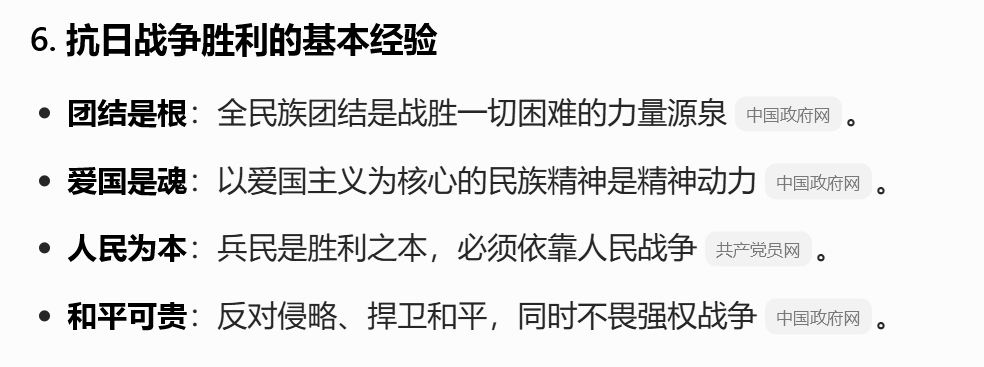 6. 抗日战争胜利的基本经验
• 团结是根：全民族团结是战胜一切困难的力量源泉 中国政府网 。
• 爱国是魂：以爱国主义为核心的民族精神是精神动力 中国政府网 。
• 人民为本：兵民是胜利之本，必须依靠人民战争 共产党员网 。
• 和平可贵：反对侵略、捍卫和平，同时不畏强权战争 中国政府网 。